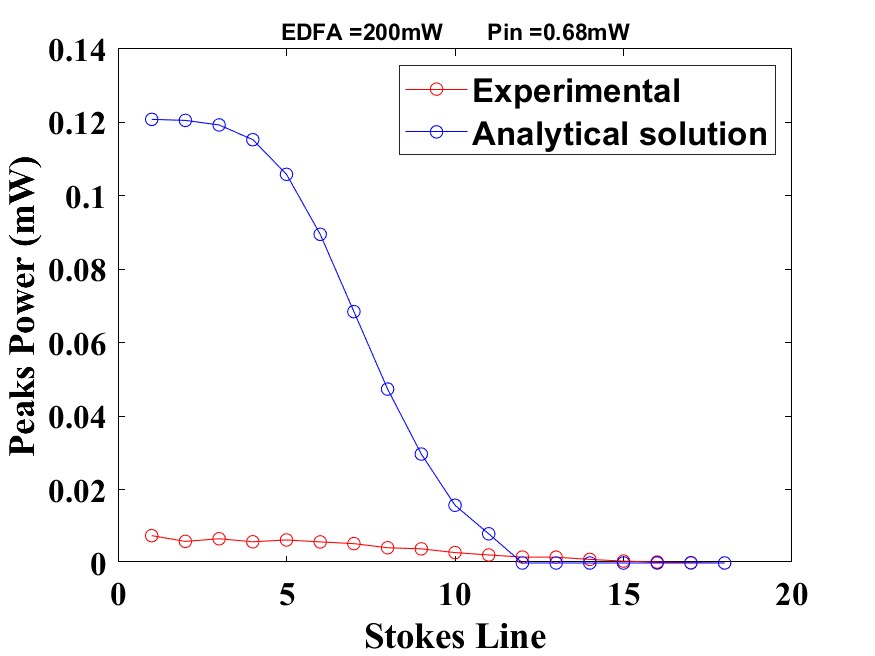 EDFA =200mW Pin =0.68mW
0.14
0.12
0.1
0.08
0.06
0.04
0.02
0
Peaks Power (mW)
Experimental
Analytical solution
0 5 10 15 20
Stokes Line